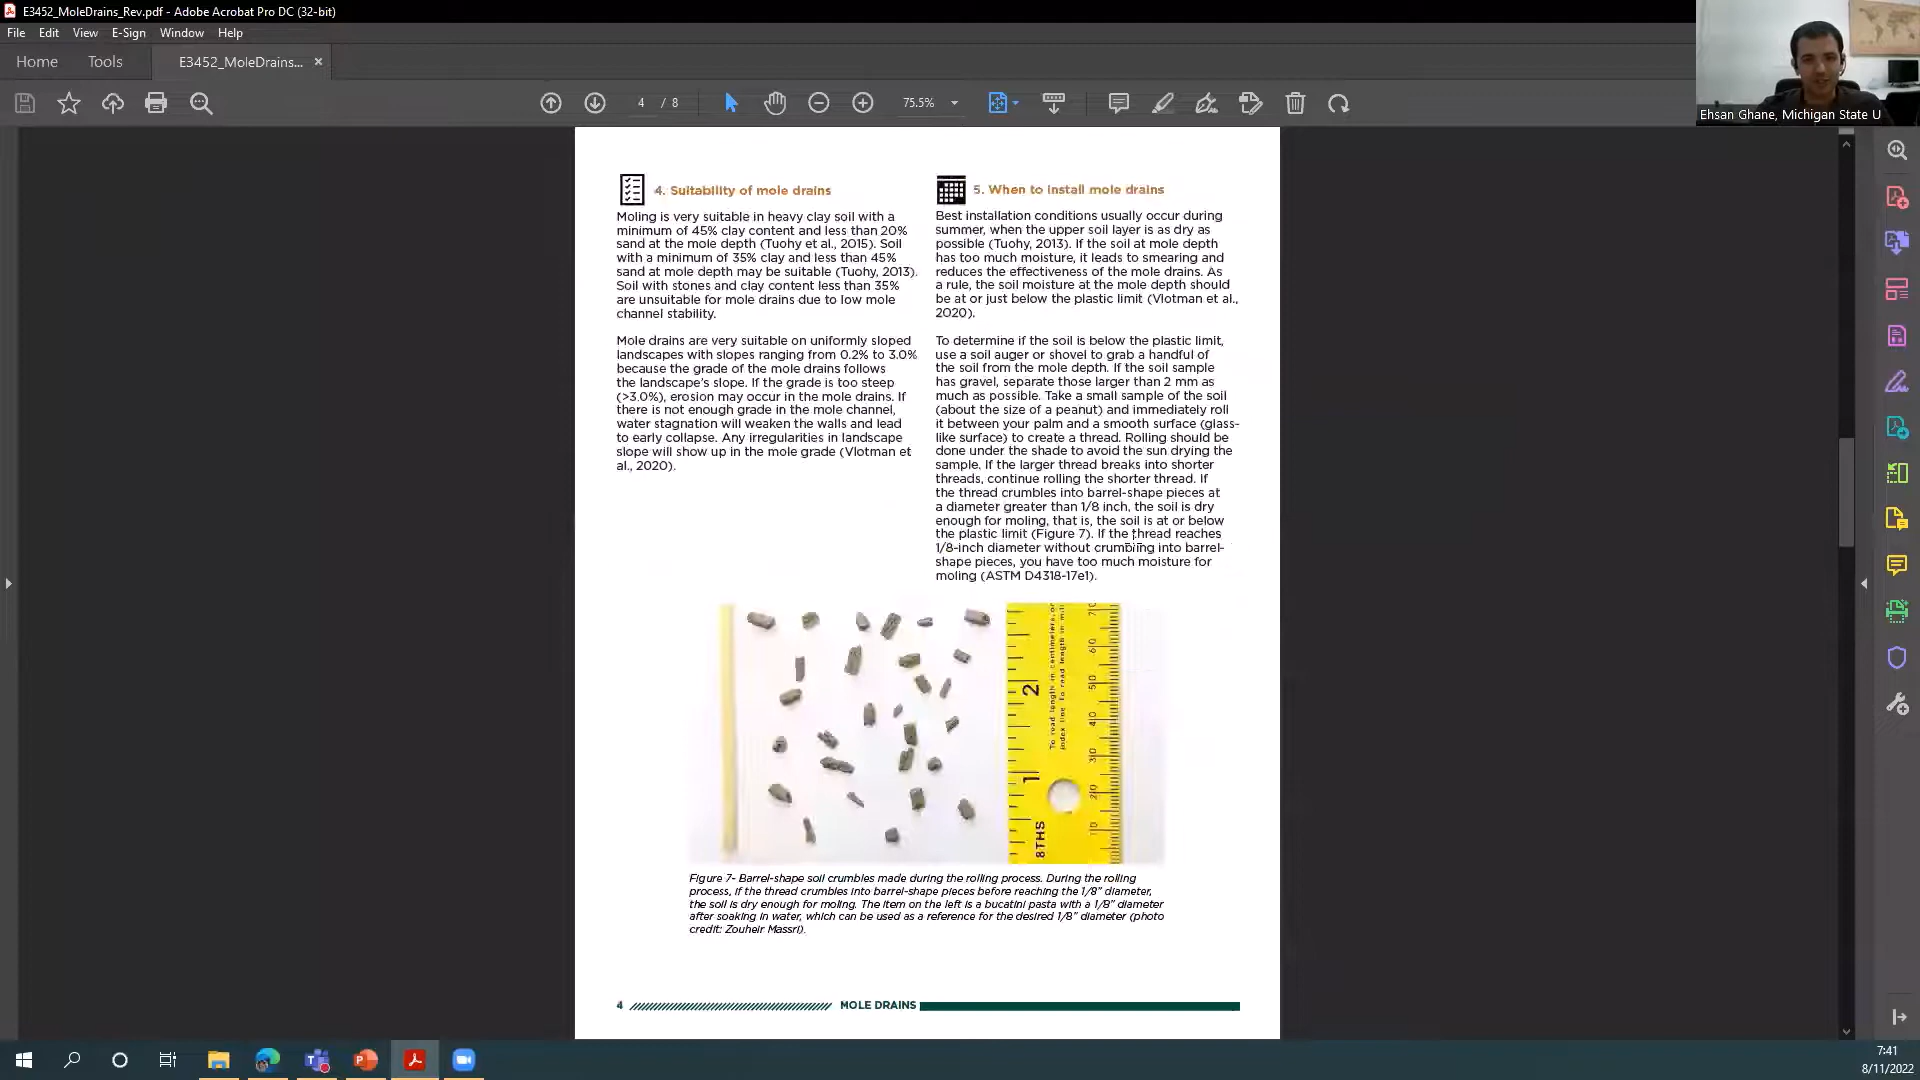 E3452_MoleDrains_Rev.pdf - Adobe Acrobat Pro DC (32-bit)
File Edit View E-Sign Window Help
Home Tools E3452_MoleDrains... ×
4 / 8 75.5%
Ehsan Ghane, Michigan State U
4. Suitability of mole drains
Moling is very suitable in heavy clay soil with a
minimum of 45% clay content and less than 20%
sand at the mole depth (Tuohy et al., 2015). Soil
with a minimum of 35% clay and less than 45%
sand at mole depth may be suitable (Tuohy, 2013).
Soil with stones and clay content less than 35%
are unsuitable for mole drains due to low mole
channel stability.
Mole drains are very suitable on uniformly sloped
landscapes with slopes ranging from 0.2% to 3.0%
because the grade of the mole drains follows
the landscape's slope. If the grade is too steep
(>3.0%), erosion may occur in the mole drains. If
there is not enough grade in the mole channel,
water stagnation will weaken the walls and lead
to early collapse. Any irregularities in landscape
slope will show up in the mole grade (Vlotman et
al., 2020).
5. When to install mole drains
Best installation conditions usually occur during
summer, when the upper soil layer is as dry as
possible (Tuohy, 2013). If the soil at mole depth
has too much moisture, it leads to smearing and
reduces the effectiveness of the mole drains. As
a rule, the soil moisture at the mole depth should
be at or just below the plastic limit (Vlotman et al.,
2020).
To determine if the soil is below the plastic limit,
use a soil auger or shovel to grab a handful of
the soil from the mole depth. If the soil sample
has gravel, separate those larger than 2 mm as
much as possible. Take a small sample of the soil
(about the size of a peanut) and immediately roll
it between your palm and a smooth surface (glass-
like surface) to create a thread. Rolling should be
done under the shade to avoid the sun drying the
sample. If the larger thread breaks into shorter
threads, continue rolling the shorter thread. If
the thread crumbles into barrel-shape pieces at
a diameter greater than 1/8 inch, the soil is dry
enough for moling, that is, the soil is at or below
the plastic limit (Figure 7). If the thread reaches
1/8-inch diameter without crumbling into barrel-
shape pieces, you have too much moisture for
moling (ASTM D4318-17e1).
2
1
8THS
To read length in centimeters, or
index line. To read length in mil
70
60
50
40
30
20
10
Figure 7- Barrel-shape soil crumbles made during the rolling process. During the rolling
process, if the thread crumbles into barrel-shape pieces before reaching the 1/8" diameter,
the soil is dry enough for moling. The item on the left is a bucatini pasta with a 1/8" diameter
after soaking in water, which can be used as a reference for the desired 1/8" diameter (photo
credit: Zouheir Massri).
4 MOLE DRAINS
7:41
8/11/2022